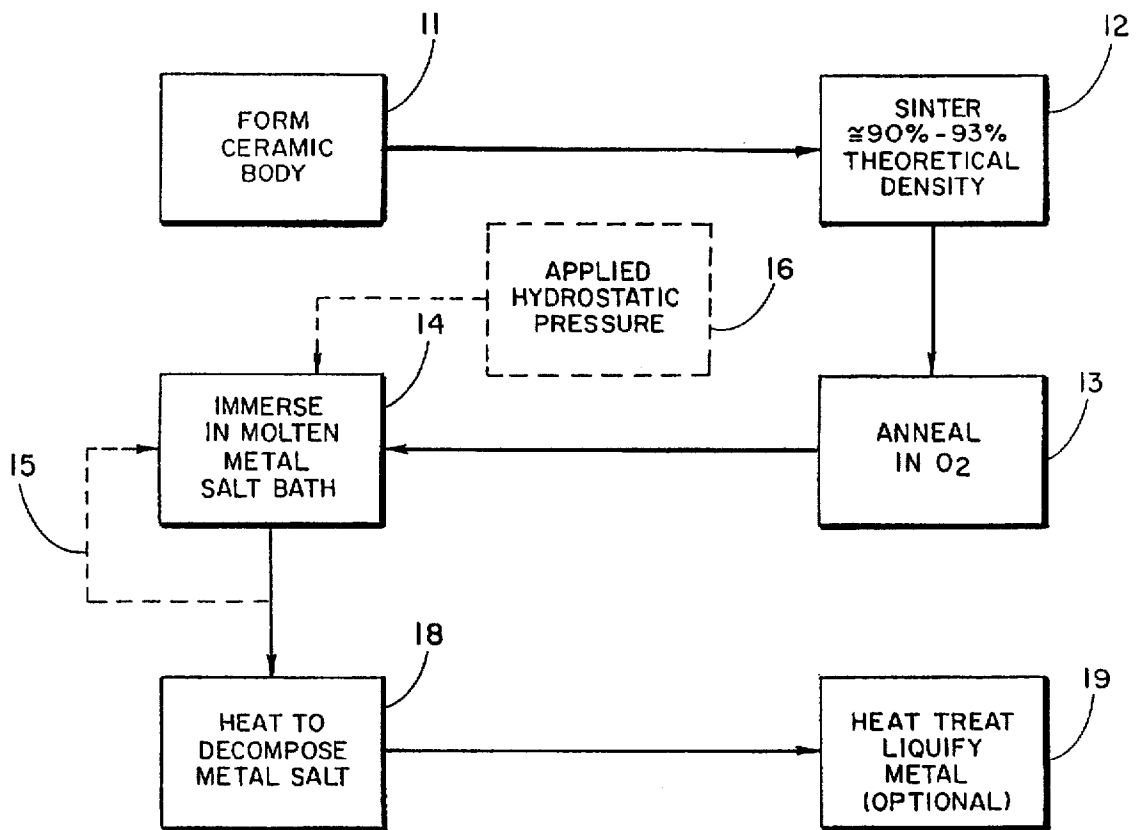 11
FORM
CERAMIC
BODY
12
SINTER
≅90%-93%
THEORETICAL
DENSITY
16
APPLIED
HYDROSTATIC
PRESSURE
14
IMMERSE
IN MOLTEN
METAL
SALT BATH
13
ANNEAL
IN O2
15
18
HEAT TO
DECOMPOSE
METAL SALT
19
HEAT TREAT
LIQUIFY
METAL
(OPTIONAL)